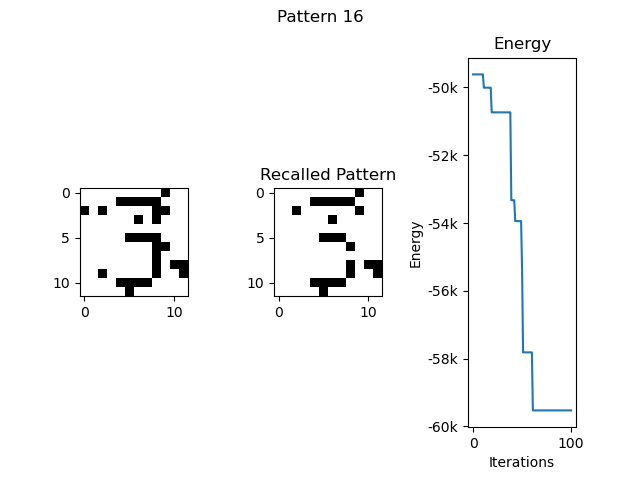 Pattern 16
Energy
Recalled Pattern
-50k
-52k
-54k
-56k
-58k
-60k
Energy
0
5
10
0
10
0
5
10
0
10
0
100
Iterations